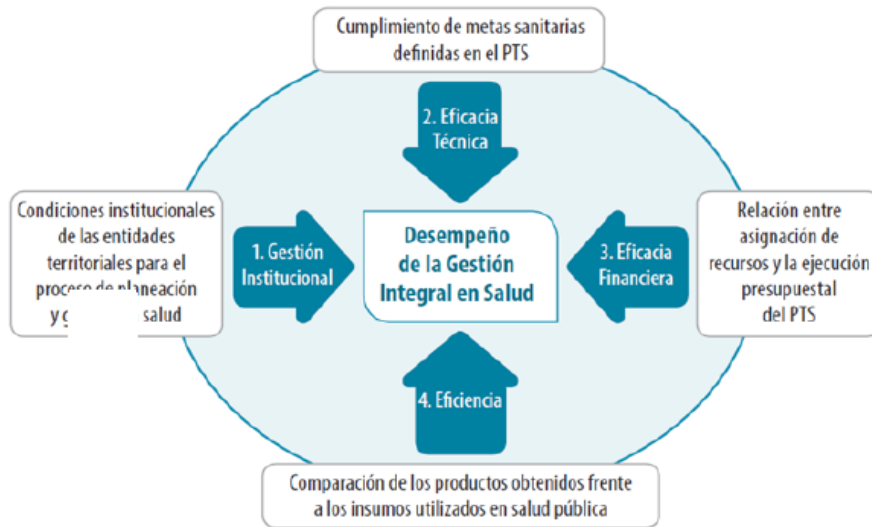 Cumplimiento de metas sanitarias
definidas en el PTS
2. Eficacia
Técnica
Condiciones institucionales
de las entidades
territoriales para el
proceso de planeación
y salud
1. Gestión
Institucional
Desempeño
de la Gestión
Integral en Salud
3. Eficacia
Financiera
Relación entre
asignación de
recursos y la ejecución
presupuestal
del PTS
4. Eficiencia
Comparación de los productos obtenidos frente
a los insumos utilizados en salud pública